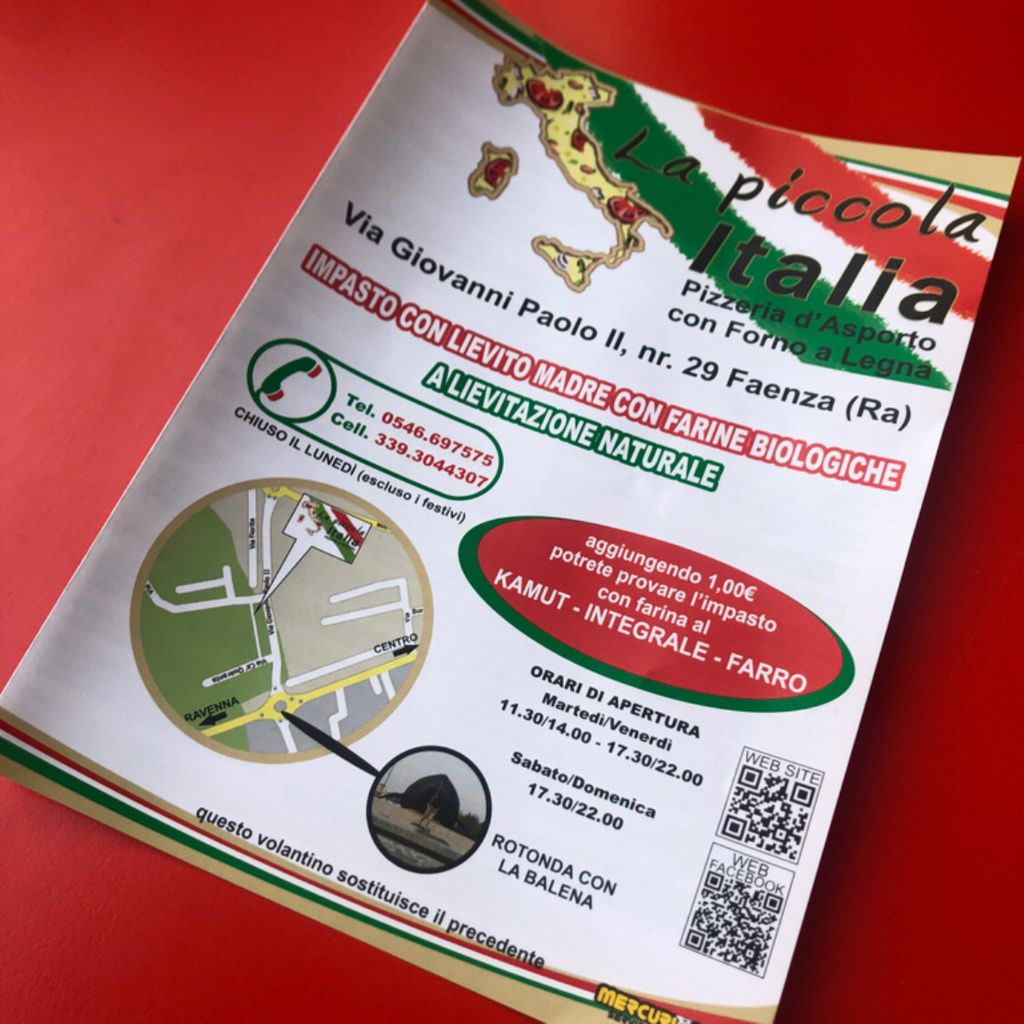 La piccola
Italia
Pizzeria d'Asporto
con Forno a Legna
Via Giovanni Paolo II, nr. 29 Faenza (Ra)
IMPASTO CON LIEVITO MADRE CON FARINE BIOLOGICHE
A LIEVITAZIONE NATURALE
Tel. 0546.697575
Cell. 339.3044307
CHIUSO IL LUNEDÌ (escluso i festivi)
La piccola
Italia
CENTRO
RAVENNA
aggiungendo 1,00€
potrete provare l'impasto
con farina al
KAMUT - INTEGRALE - FARRO
ORARI DI APERTURA
Martedì/Venerdì
11.30/14.00 - 17.30/22.00
Sabato/Domenica
17.30/22.00
WEB SITE
WEB
FACEBOOK
ROTONDA CON
LA BALENA
questo volantino sostituisce il precedente